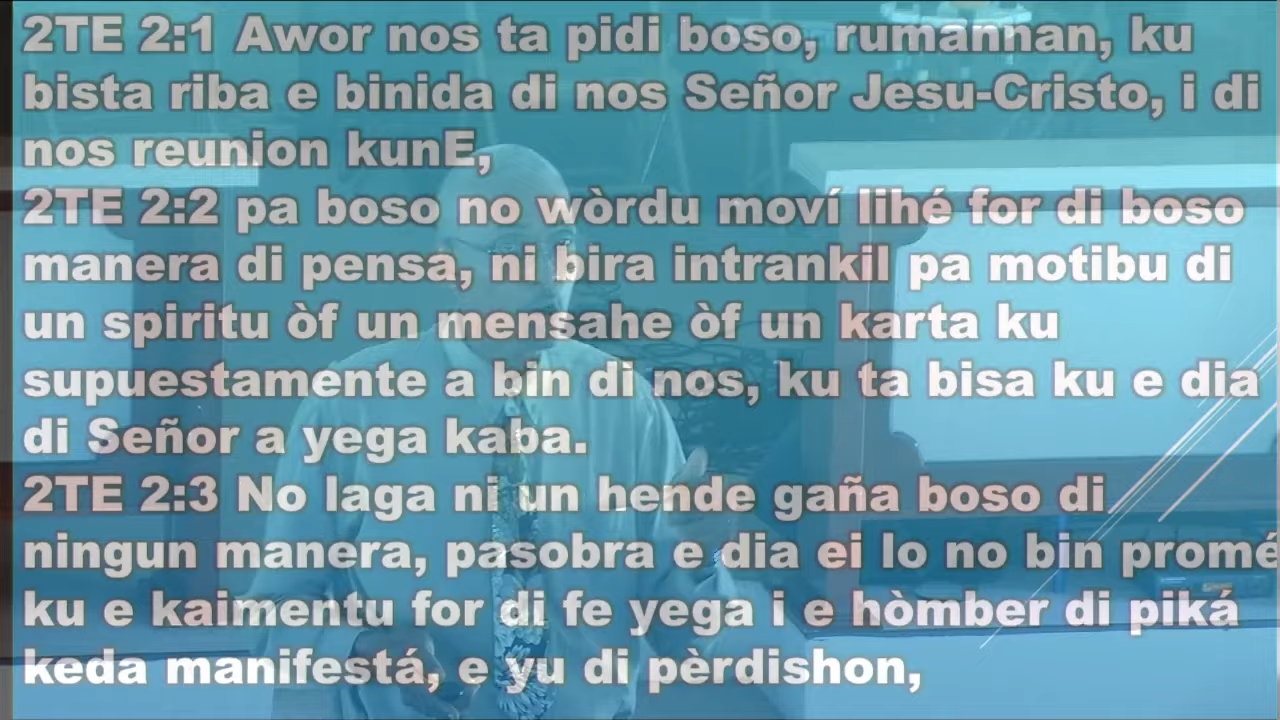 2TE 2:1 Awor nos ta pidi boso, rumannan, ku
bista riba e binida di nos Señor Jesu-Cristo, i di
nos reunion kunE,
2TE 2:2 pa boso no wòrdu moví lihé for di boso
manera di pensa, ni bira intrankil pa motibu di
un spiritu òf un mensahe òf un karta ku
supuestamente a bin di nos, ku ta bisa ku e dia
di Señor a yega kaba.
2TE 2:3 No laga ni un hende gaña boso di
ningun manera, pasobra e dia ei lo no bin promé
ku e kaimentu for di fe yega i e hòmber di piká
keda manifestá, e yu di pèrdishon,